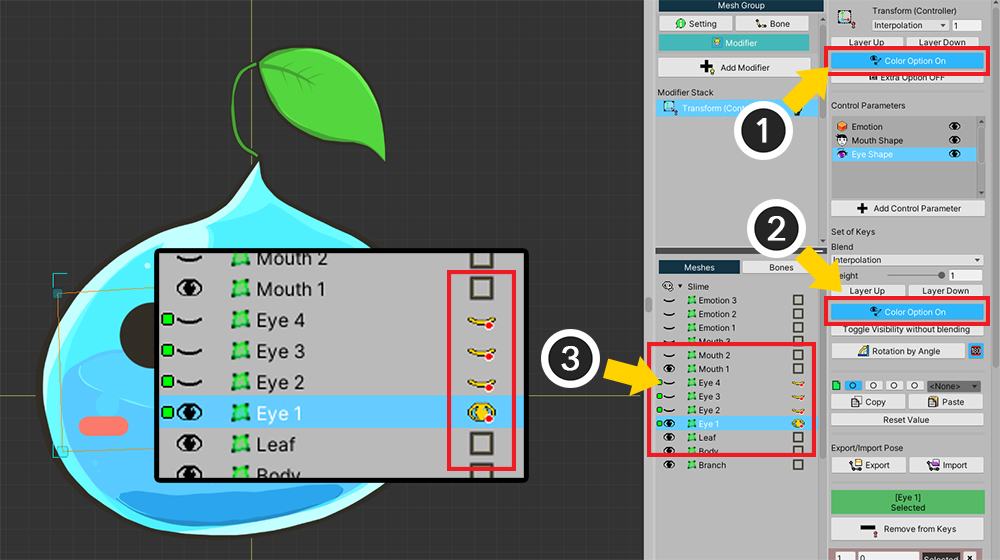 Mesh Group
Setting
Bone
Modifier
Add Modifier
Modifier Stack
Transform (Cont
Transform (Controller)
Interpolation
1
Layer Up
Layer Down
Color Option On
Extra Option OFF
1
Control Parameters
Emotion
Mouth Shape
Eye Shape
Add Control Parameter
2
Set of Keys
Blend
Interpolation
eight
1
Layer Up
Layer Down
Color Option On
Toggle Visibility without blending
Rotation by Angle
<None>
Copy
Paste
Reset Value
Export/Import Pose
Export
Import
[Eye 1]
Selected
Remove from Keys
1
0
Selected
Meshes
Bones
Slime
Emotion 3
Emotion 2
Emotion 1
Mouth 3
Mouth 2
Mouth 1
Eye 4
Eye 3
Eye 2
Eye 1
Leaf
Body
Branch
3
Mouth 2
Mouth 1
Eye 4
Eye 3
Eye 2
Eye 1
Leaf
Body